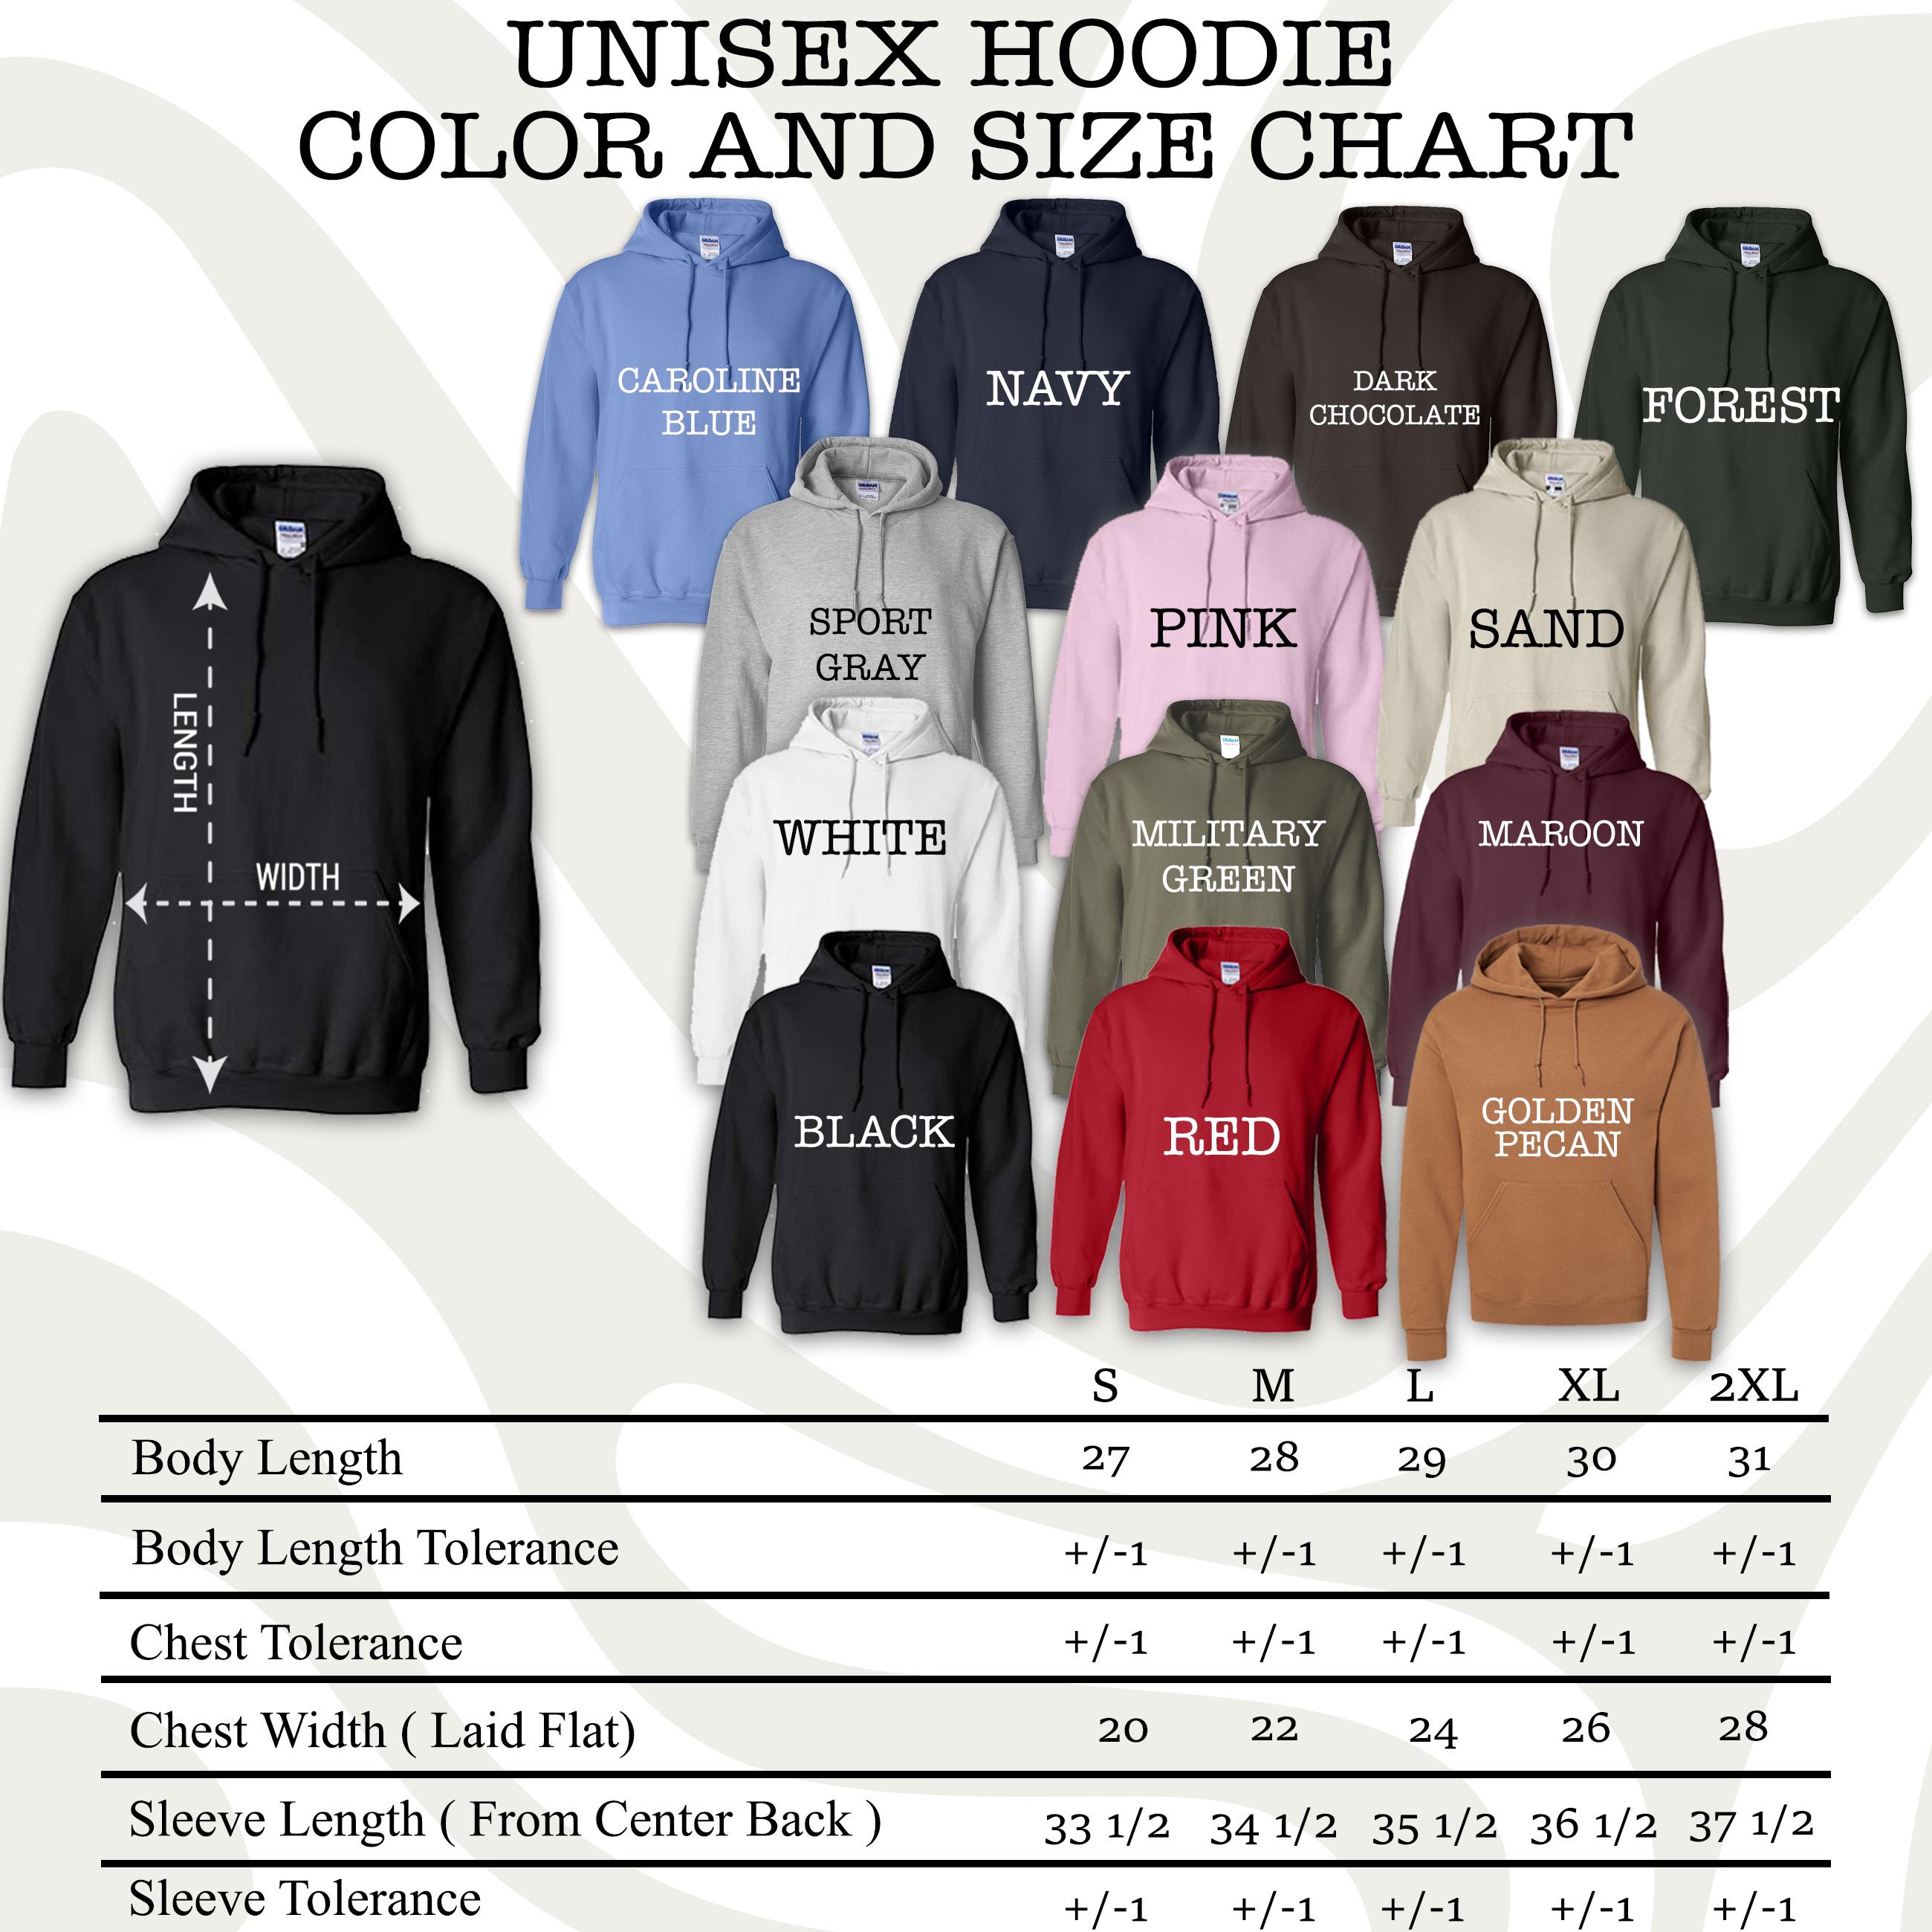 UNISEX HOODIE
COLOR AND SIZE CHART
CAROLINE
BLUE
NAVY
DARK
CHOCOLATE
FOREST
SPORT
GRAY
PINK
SAND
LENGTH
WIDTH
WHITE
MILITARY
GREEN
MAROON
BLACK
RED
GOLDEN
PECAN
S M L XL 2XL
Body Length 27 28 29 30 31
Body Length Tolerance +/-1 +/-1 +/-1 +/-1 +/-1
Chest Tolerance +/-1 +/-1 +/-1 +/-1 +/-1
Chest Width ( Laid Flat) 20 22 24 26 28
Sleeve Length ( From Center Back ) 33 1/2 34 1/2 35 1/2 36 1/2 37 1/2
Sleeve Tolerance +/-1 +/-1 +/-1 +/-1 +/-1